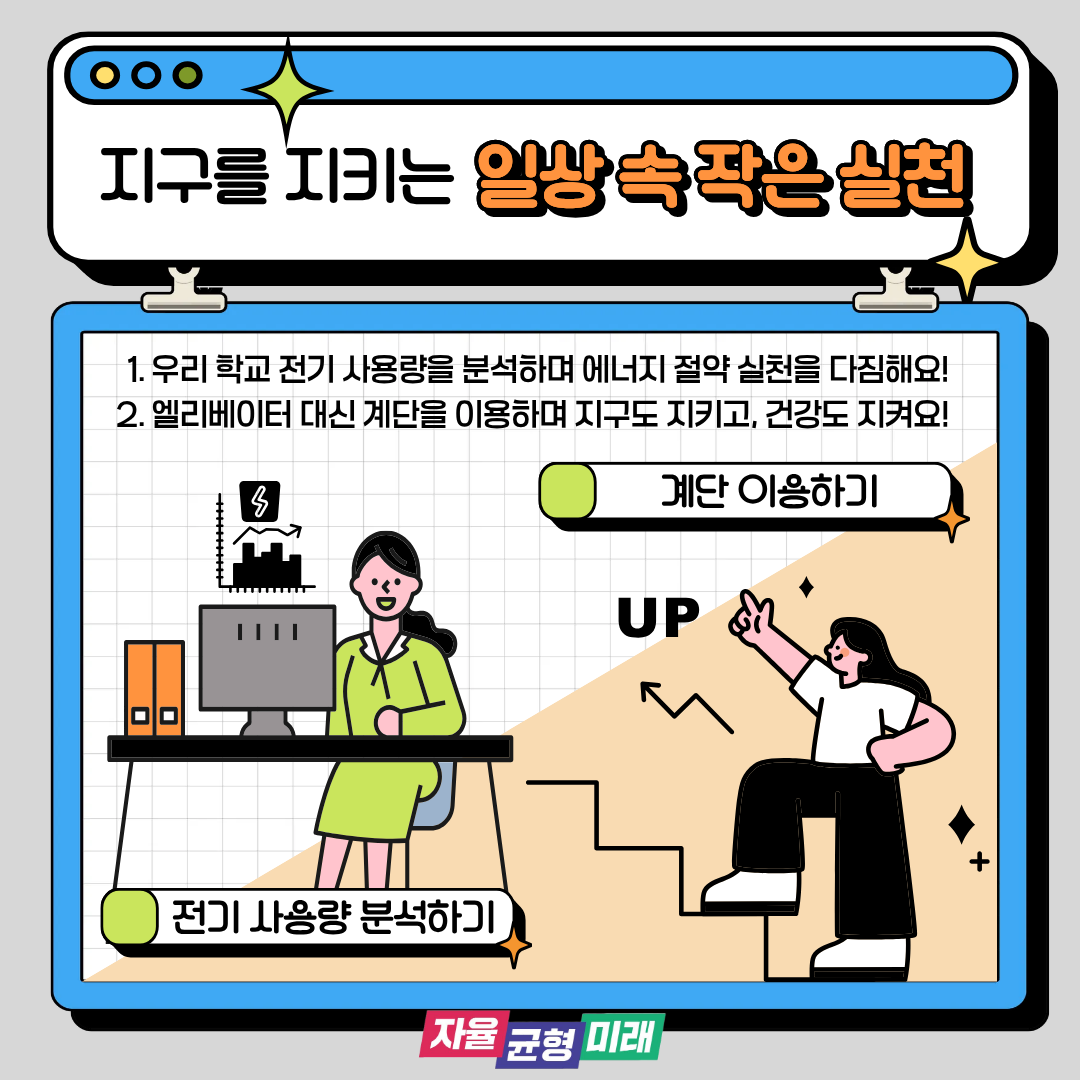 지구를 지키는 일상 속 작은 실천
1. 우리 학교 전기 사용량을 분석하며 에너지 절약 실천을 다짐해요!
2. 엘리베이터 대신 계단을 이용하며 지구도 지키고, 건강도 지켜요!
계단 이용하기
UP
전기 사용량 분석하기
자율 균형 미래